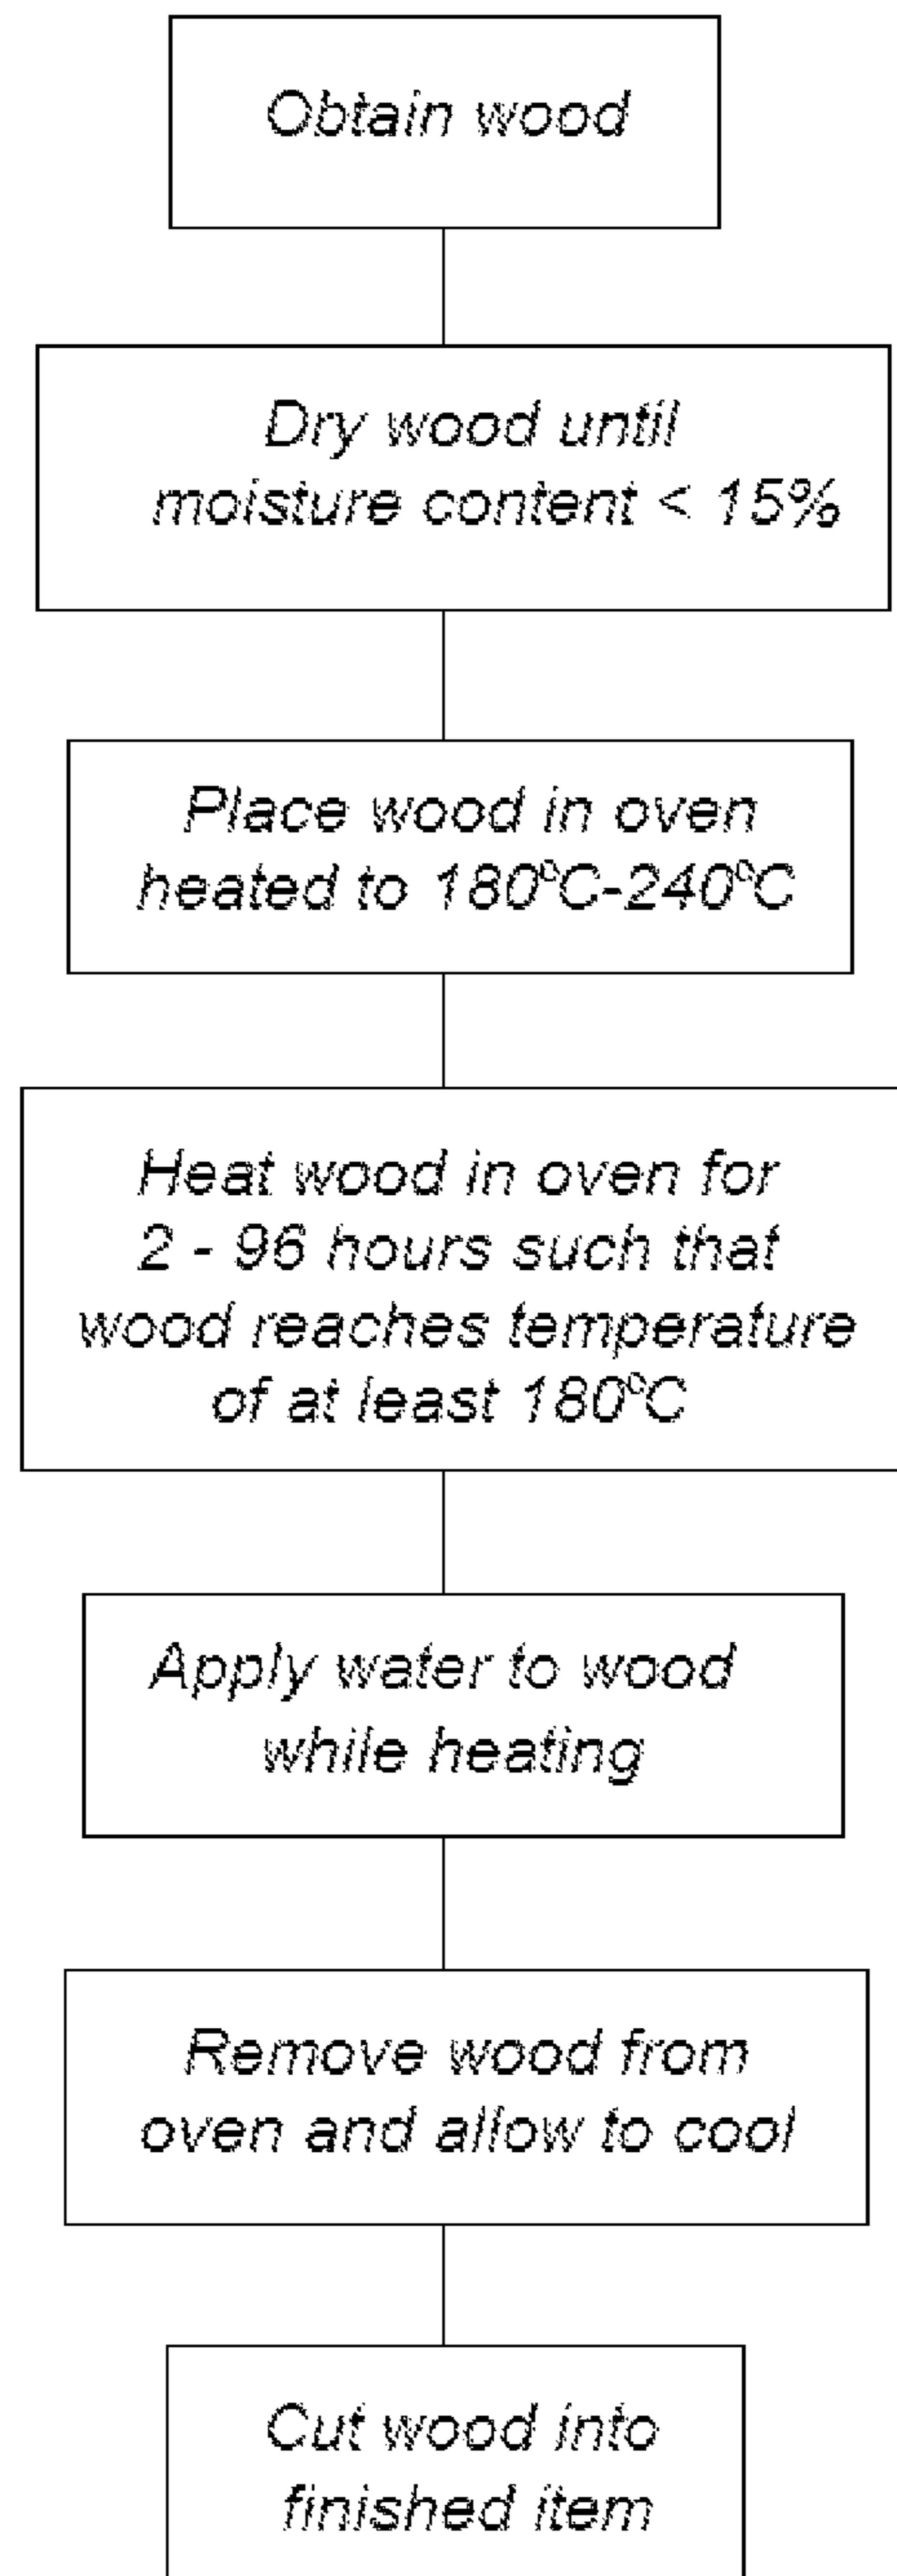 Obtain wood
Dry wood until
moisture content < 15%
Place wood in oven
heated to 180°C-240°C
Heat wood in oven for
2 - 96 hours such that
wood reaches temperature
of at least 180°C
Apply water to wood
while heating
Remove wood from
oven and allow to cool
Cut wood into
finished item